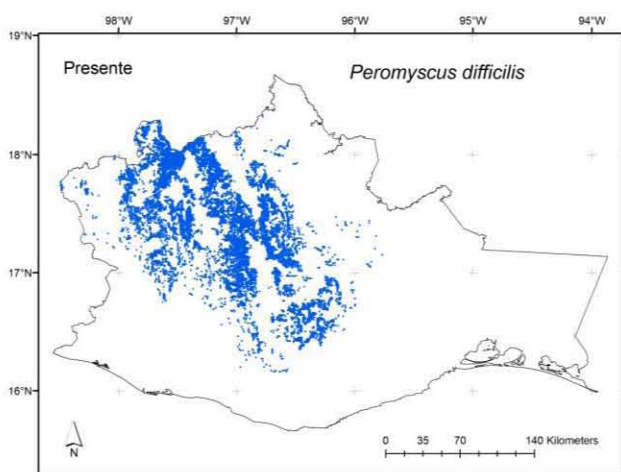 98°W 97°W 96°W 95°W 94°W
19°N
Presente Peromyscus difficilis
18°N
17°N
16°N
N
0 35 70 140 Kilometers